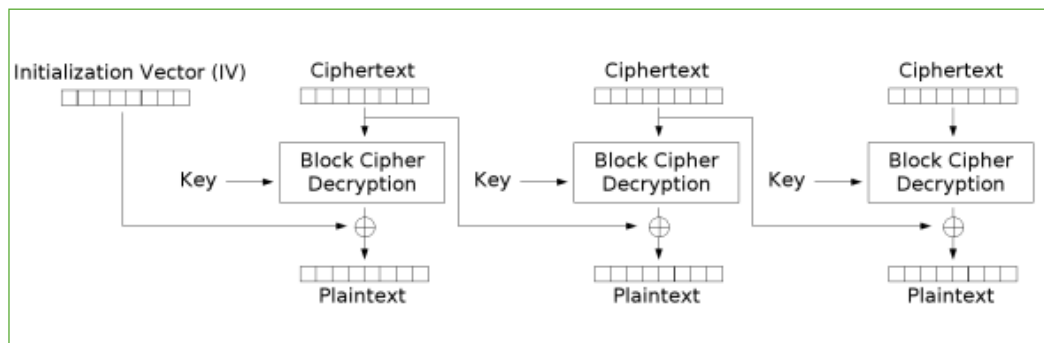 Initialization Vector (IV)
Ciphertext
Ciphertext
Ciphertext
Key
Block Cipher
Decryption
Key
Block Cipher
Decryption
Key
Block Cipher
Decryption
Plaintext
Plaintext
Plaintext